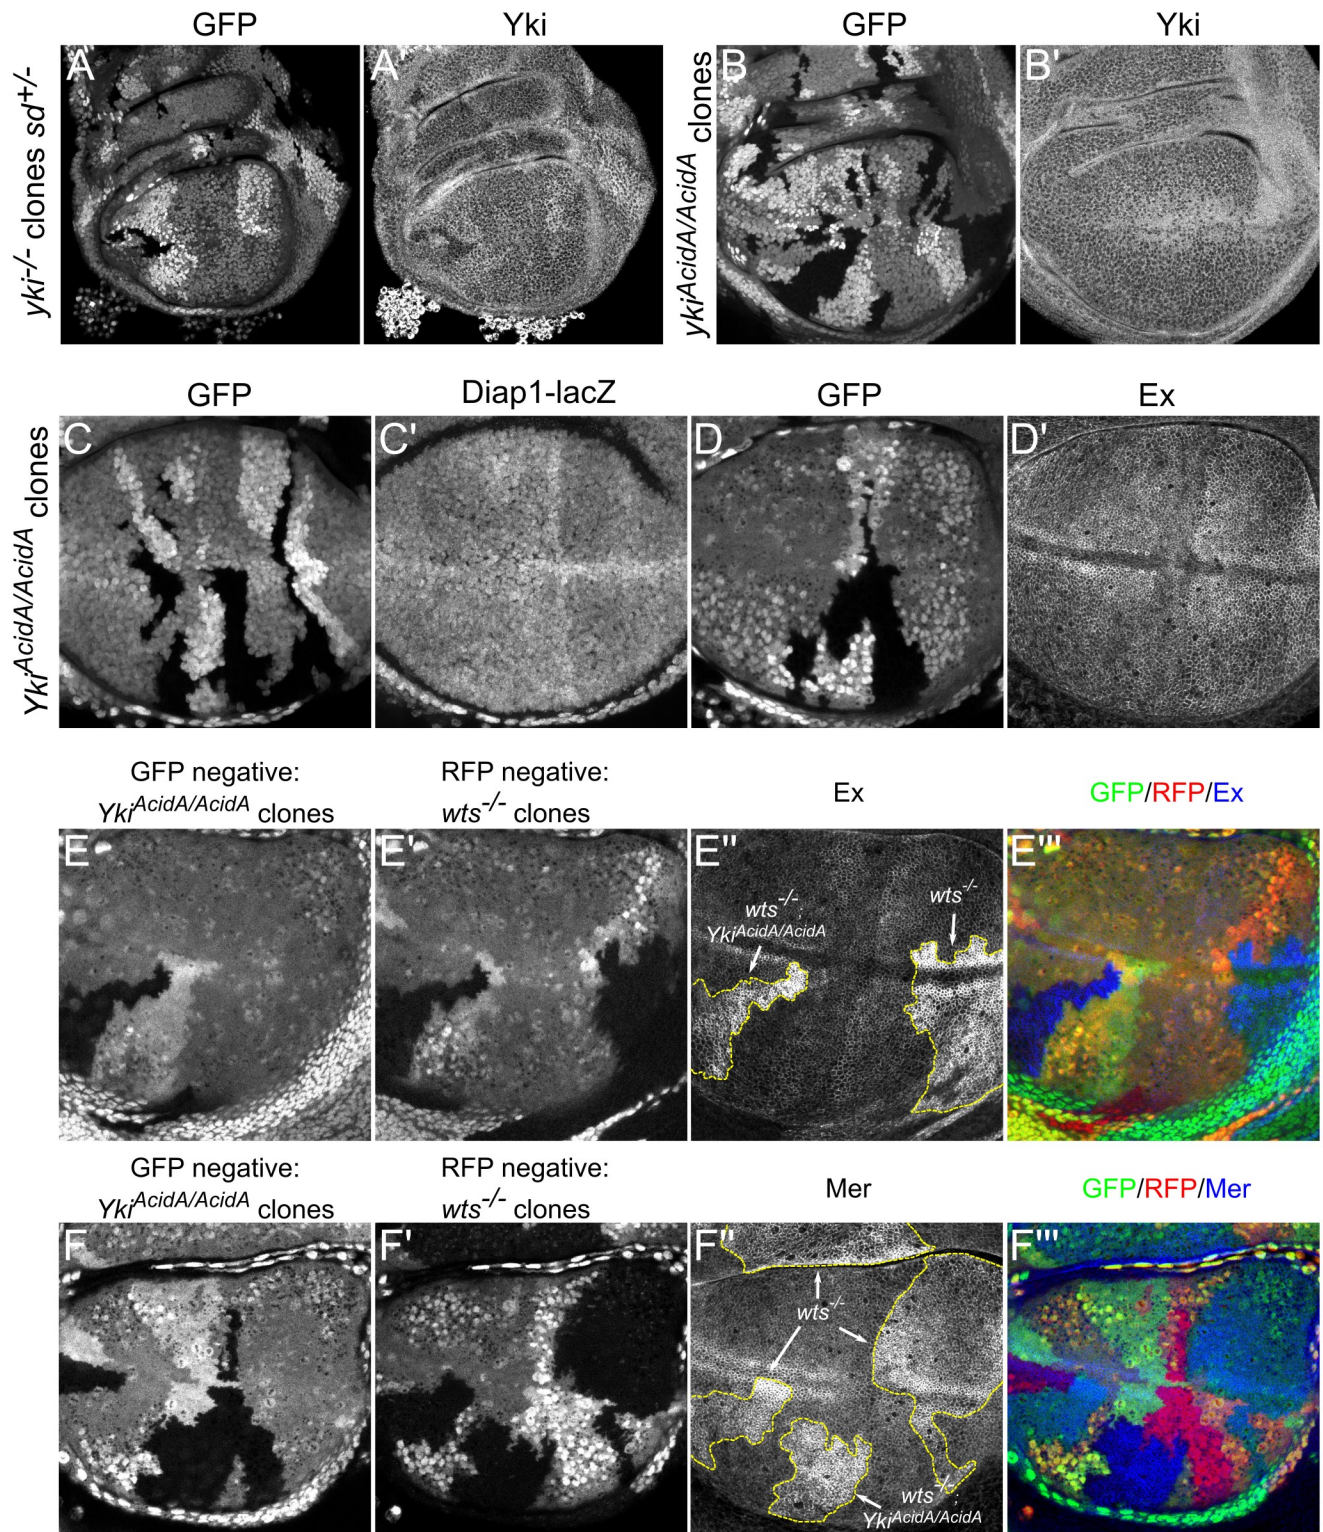 GFP
Yki
GFP
Yki
yki-/- clones sd+/-
A
A'
ykiAcidA/AcidA clones
B
B'
GFP
Diap1-lacZ
GFP
Ex
YkiAcidA/AcidA clones
C
C'
D
D'
GFP negative:
YkiAcidA/AcidA clones
RFP negative:
wts-/- clones
Ex
GFP/RFP/Ex
E
E'
E''
E'''
wts-/-;
YkiAcidA/AcidA
wts-/-
GFP negative:
YkiAcidA/AcidA clones
RFP negative:
wts-/- clones
Mer
GFP/RFP/Mer
F
F'
F''
F'''
wts-/-
wts-/-;
YkiAcidA/AcidA